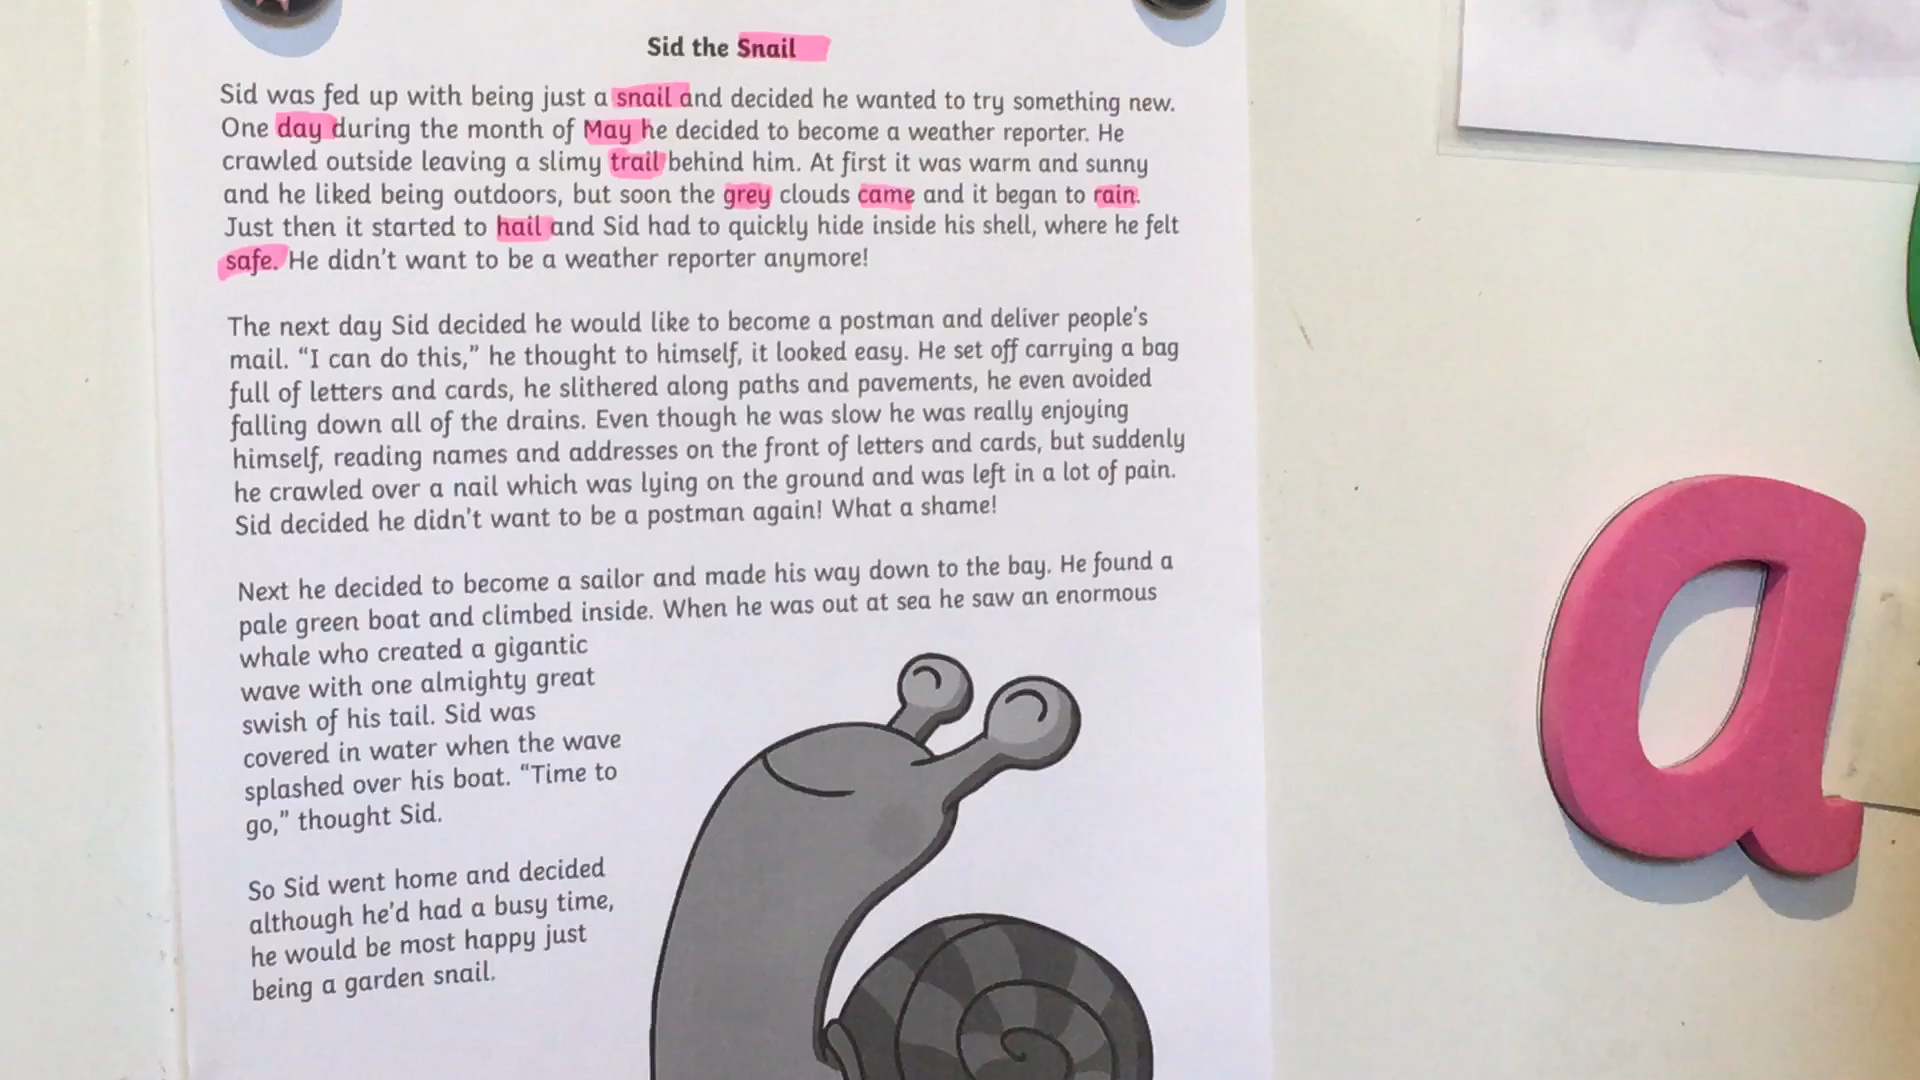 Sid the Snail
Sid was fed up with being just a snail and decided he wanted to try something new.
One day during the month of May he decided to become a weather reporter. He
crawled outside leaving a slimy trail behind him. At first it was warm and sunny
and he liked being outdoors, but soon the grey clouds came and it began to rain.
Just then it started to hail and Sid had to quickly hide inside his shell, where he felt
safe. He didn't want to be a weather reporter anymore!
The next day Sid decided he would like to become a postman and deliver people's
mail. “I can do this,” he thought to himself, it looked easy. He set off carrying a bag
full of letters and cards, he slithered along paths and pavements, he even avoided
falling down all of the drains. Even though he was slow he was really enjoying
himself, reading names and addresses on the front of letters and cards, but suddenly
he crawled over a nail which was lying on the ground and was left in a lot of pain.
Sid decided he didn't want to be a postman again! What a shame!
Next he decided to become a sailor and made his way down to the bay. He found a
pale green boat and climbed inside. When he was out at sea he saw an enormous
whale who created a gigantic
wave with one almighty great
swish of his tail. Sid was
covered in water when the wave
splashed over his boat. “Time to
go,” thought Sid.
So Sid went home and decided
although he'd had a busy time,
he would be most happy just
being a garden snail.
a